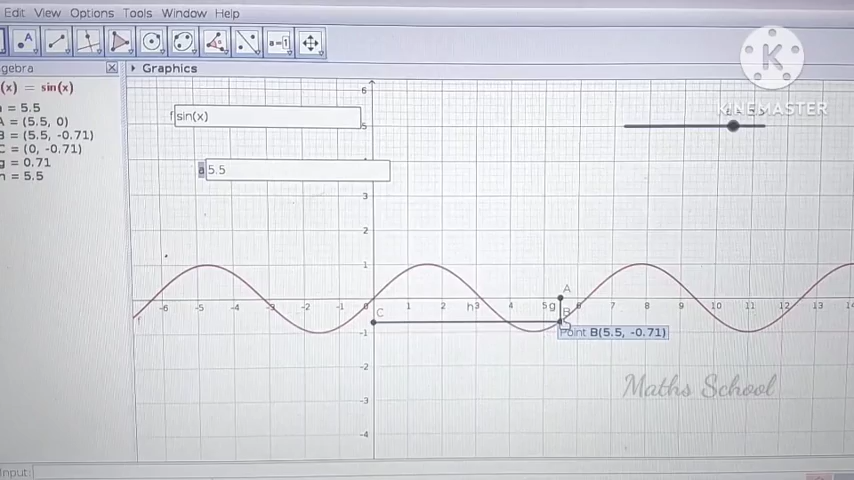 Edit View Options Tools Window Help
A a=1
gebra Graphics
(x) = sin(x)
= 5.5
A = (5.5, 0)
B = (5.5, -0.71)
C = (0, -0.71)
g = 0.71
h = 5.5
f sin(x)
a 5.5
K
KINEMASTER
6
5
3
2
1
-1
-2
-3
-4
-6 -5 -4 -3 -2 -1 0 1 2 h 3 4 5 g 6 7 8 9 10 11 12 13 14
f
A
B
C
Point B(5.5, -0.71)
Maths School
Input: